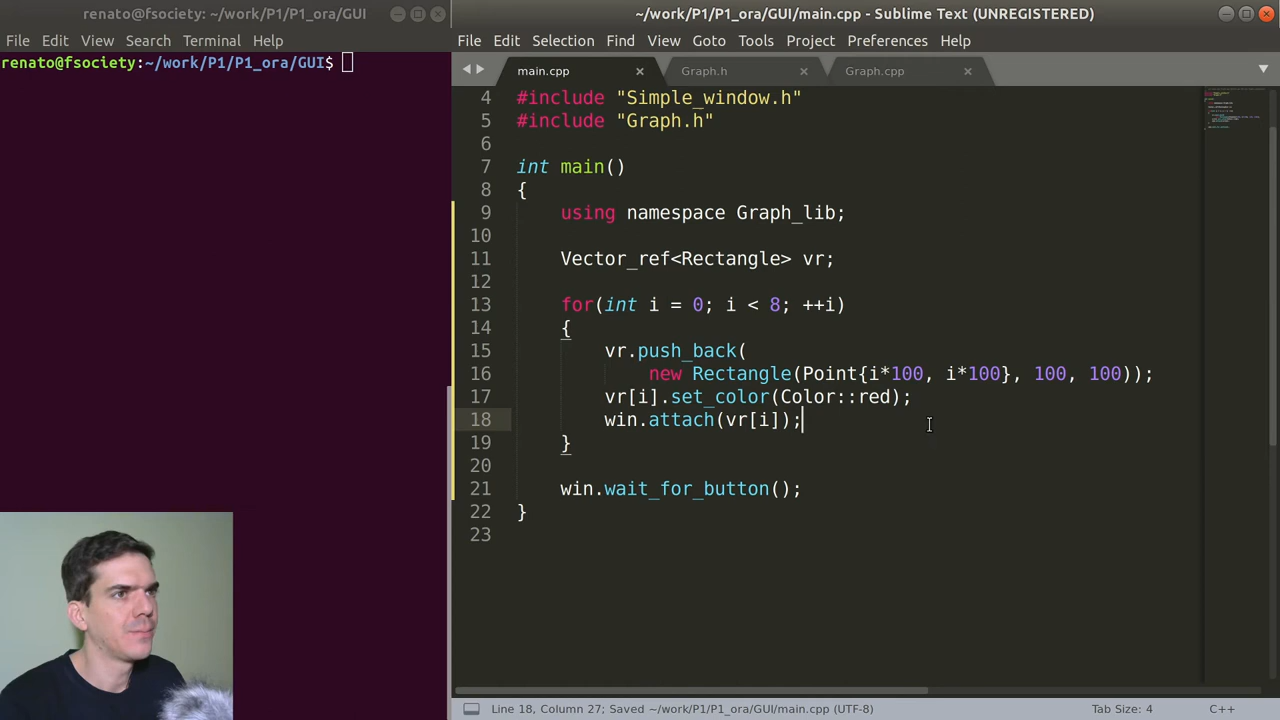 renato@fsociety: ~/work/P1/P1_ora/GUI
File Edit View Search Terminal Help
renato@fsociety:~/work/P1/P1_ora/GUI$
~/work/P1/P1_ora/GUI/main.cpp - Sublime Text (UNREGISTERED)
File Edit Selection Find View Goto Tools Project Preferences Help
main.cpp Graph.h Graph.cpp
4 #include "Simple_window.h"
5 #include "Graph.h"
6
7 int main()
8 {
9 using namespace Graph_lib;
10
11 Vector_ref<Rectangle> vr;
12
13 for(int i = 0; i < 8; ++i)
14 {
15 vr.push_back(
16 new Rectangle(Point{i*100, i*100}, 100, 100));
17 vr[i].set_color(Color::red);
18 win.attach(vr[i]);
19 }
20
21 win.wait_for_button();
22 }
23
Line 18, Column 27; Saved ~/work/P1/P1_ora/GUI/main.cpp (UTF-8) Tab Size: 4 C++